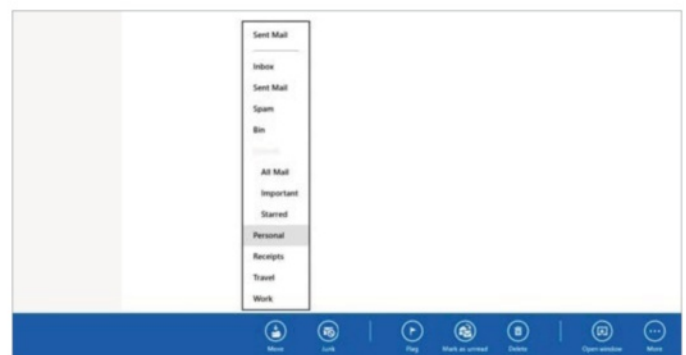 Sent Mail
Inbox
Sent Mail
Spam
Bin
All Mail
Important
Starred
Personal
Receipts
Travel
Work
Move
Junk
Flag
Mark as unread
Delete
Open window
More